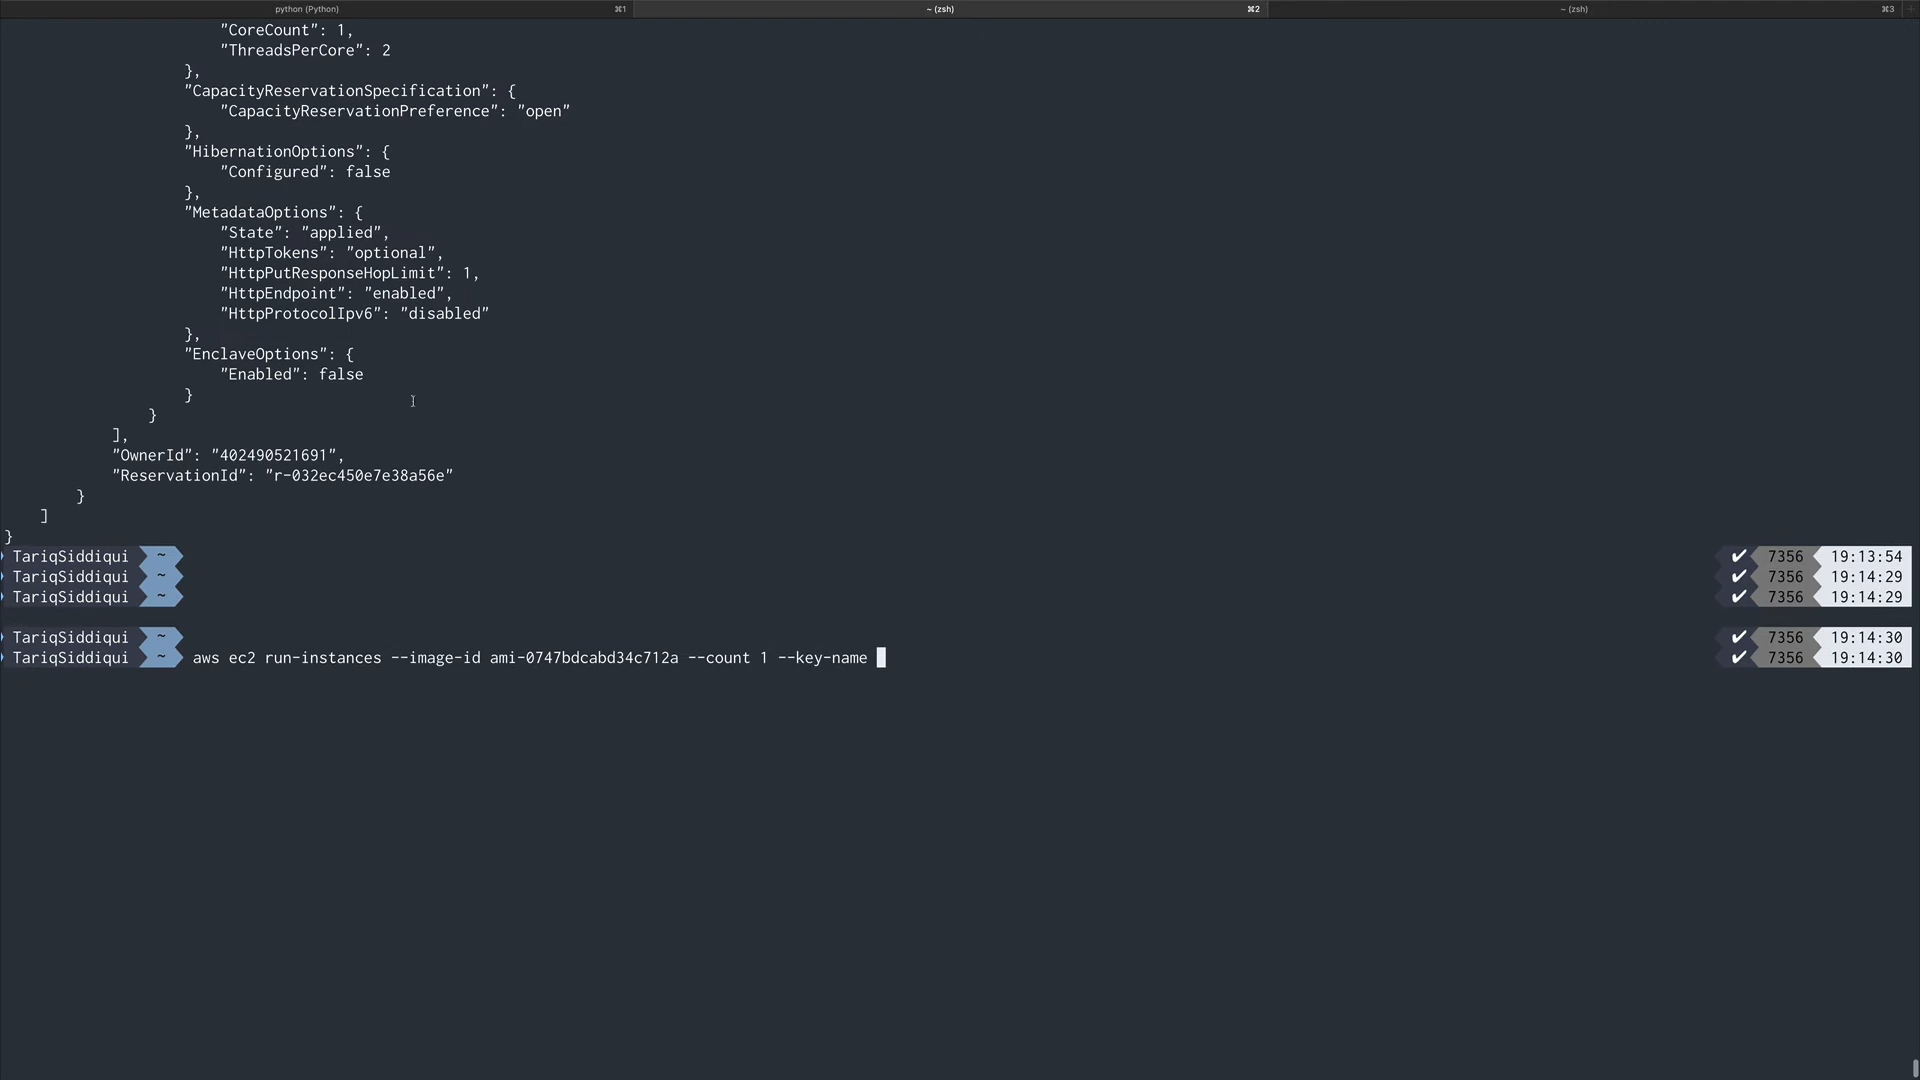 python (Python) ⌘1 ~ (zsh) ⌘2 ~ (zsh) ⌘3
"CoreCount": 1,
"ThreadsPerCore": 2
},
"CapacityReservationSpecification": {
"CapacityReservationPreference": "open"
},
"HibernationOptions": {
"Configured": false
},
"MetadataOptions": {
"State": "applied",
"HttpTokens": "optional",
"HttpPutResponseHopLimit": 1,
"HttpEndpoint": "enabled",
"HttpProtocolIpv6": "disabled"
},
"EnclaveOptions": {
"Enabled": false
}
}
],
"OwnerId": "402490521691",
"ReservationId": "r-032ec450e7e38a56e"
}
]
}
TariqSiddiqui ~ ✔ 7356 19:13:54
TariqSiddiqui ~ ✔ 7356 19:14:29
TariqSiddiqui ~ ✔ 7356 19:14:29
TariqSiddiqui ~ ✔ 7356 19:14:30
TariqSiddiqui ~ aws ec2 run-instances --image-id ami-0747bdcabd34c712a --count 1 --key-name ✔ 7356 19:14:30